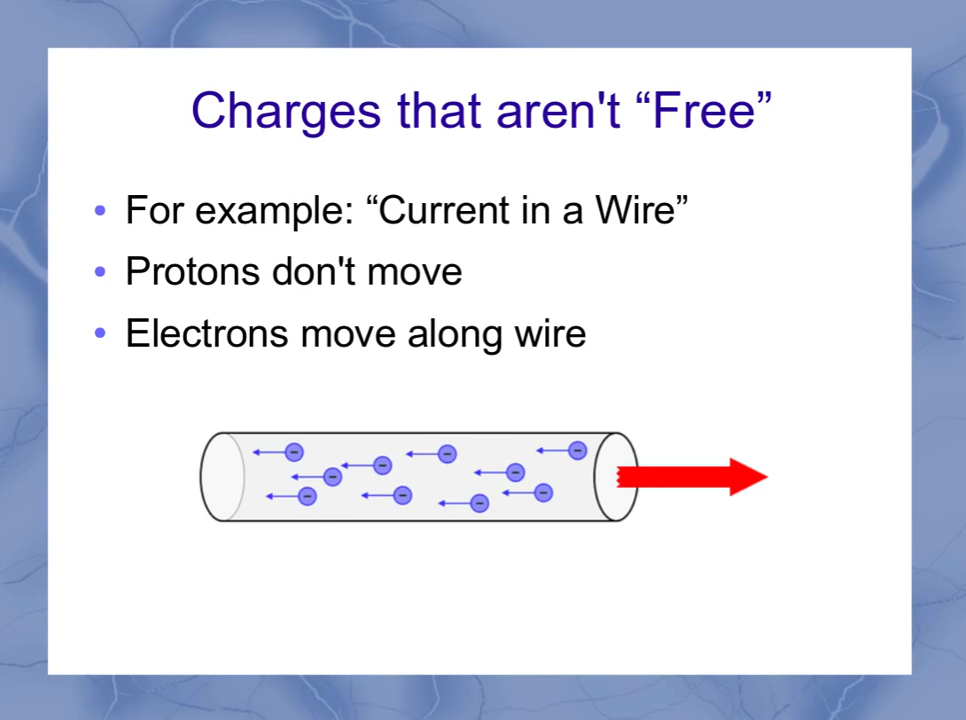 Charges that aren't “Free”
• For example: “Current in a Wire”
• Protons don't move
• Electrons move along wire